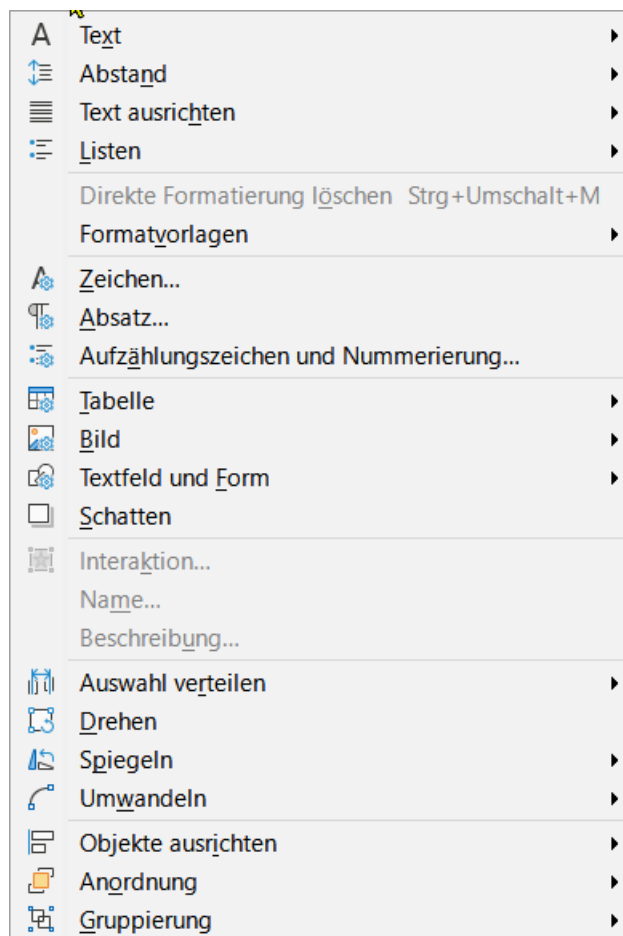 Text
Abstand
Text ausrichten
Listen
Direkte Formatierung löschen Strg+Umschalt+M
Formatvorlagen
Zeichen...
Absatz...
Aufzählungszeichen und Nummerierung...
Tabelle
Bild
Textfeld und Form
Schatten
Interaktion...
Name...
Beschreibung...
Auswahl verteilen
Drehen
Spiegeln
Umwandeln
Objekte ausrichten
Anordnung
Gruppierung